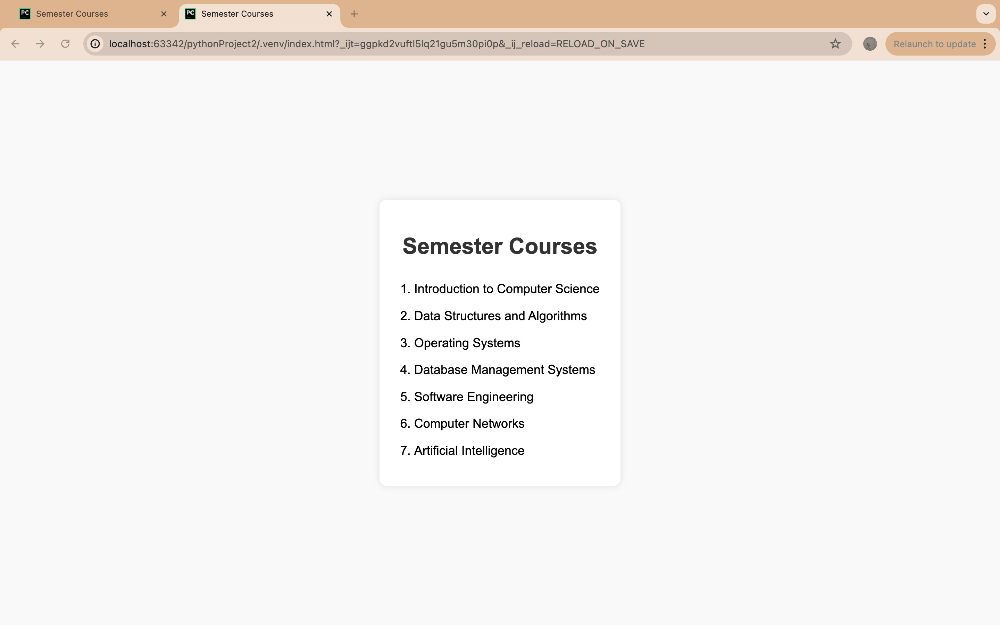 PC Semester Courses
PC Semester Courses
localhost:63342/pythonProject2/.venv/index.html?_ijt=ggpkd2vuftl5lq21gu5m30pi0p&_ij_reload=RELOAD_ON_SAVE
Relaunch to update
Semester Courses
1. Introduction to Computer Science
2. Data Structures and Algorithms
3. Operating Systems
4. Database Management Systems
5. Software Engineering
6. Computer Networks
7. Artificial Intelligence